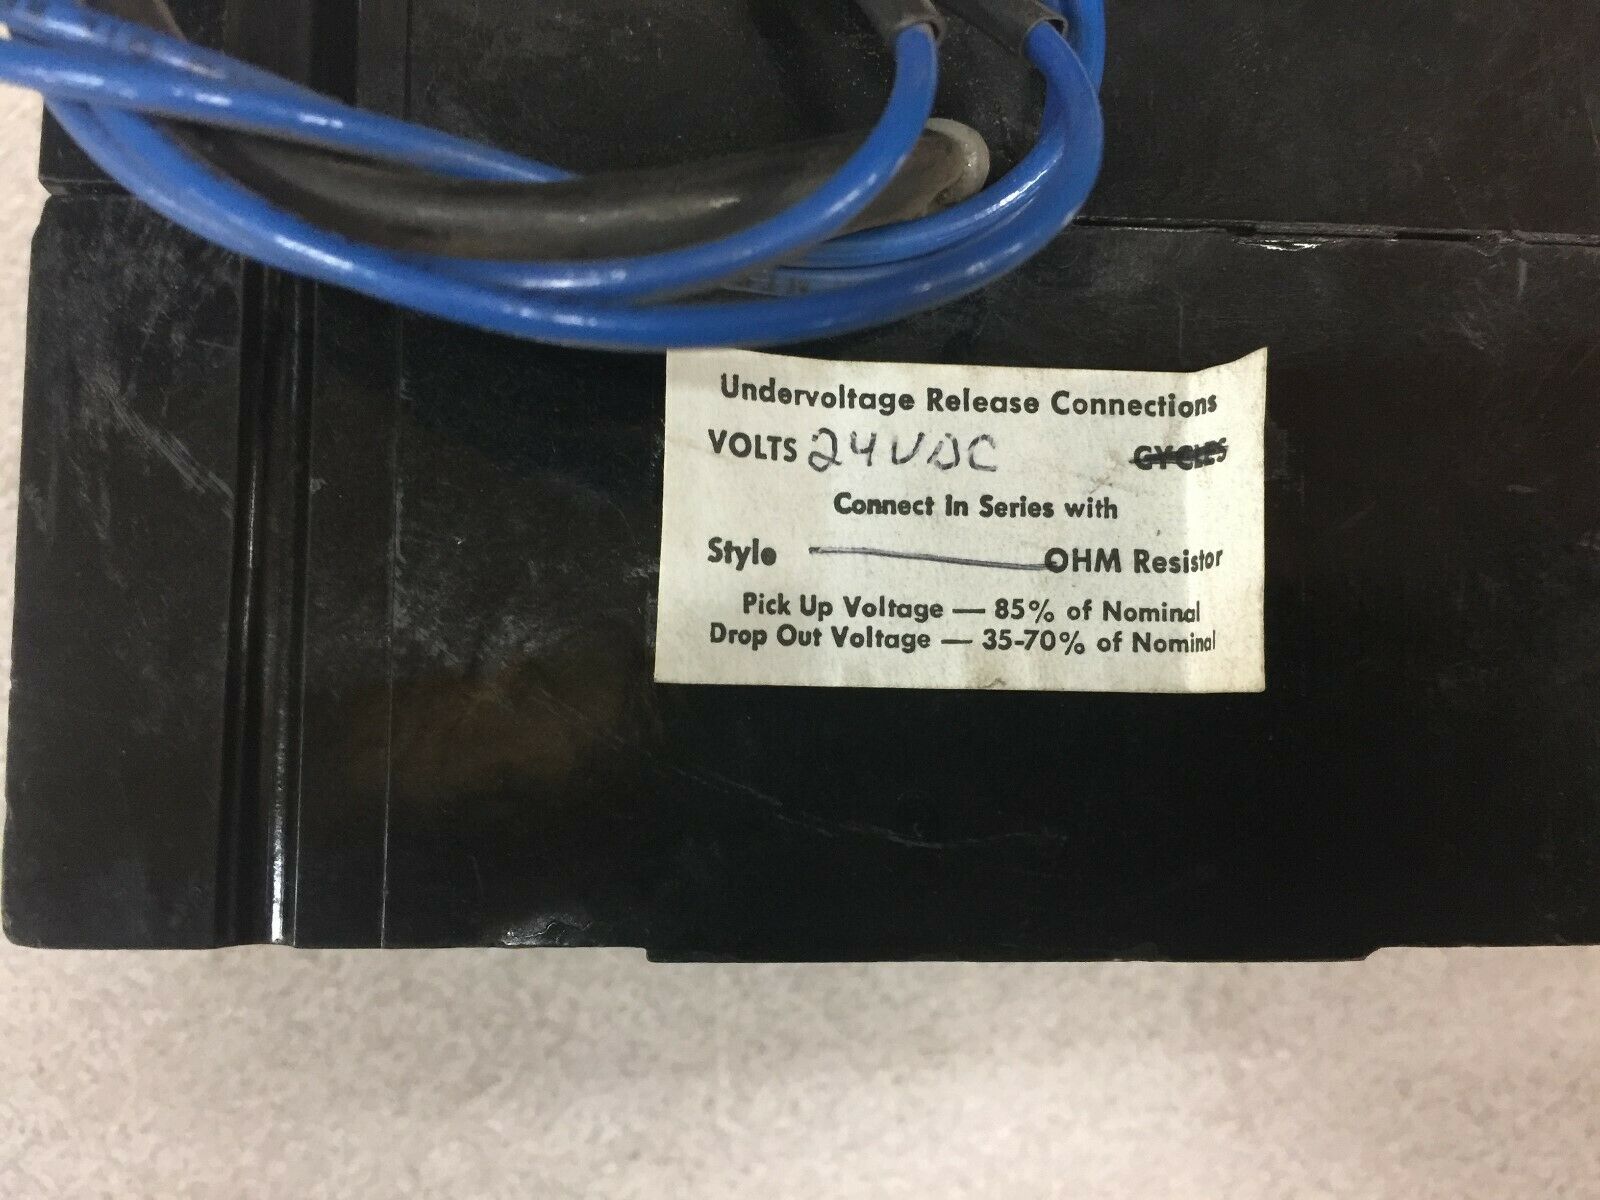 Undervoltage Release Connections
VOLTS 24VDC CYCLES
Connect In Series with
Style OHM Resistor
Pick Up Voltage — 85% of Nominal
Drop Out Voltage — 35-70% of Nominal